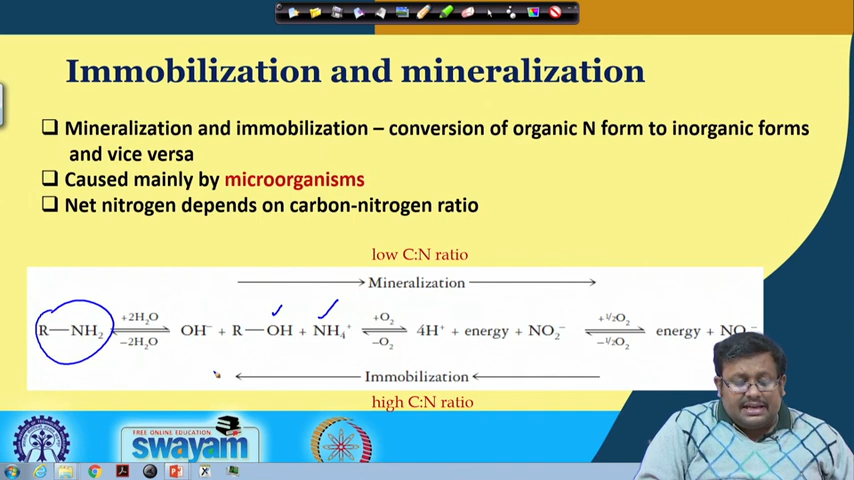 Immobilization and mineralization
Mineralization and immobilization – conversion of organic N form to inorganic forms
and vice versa
Caused mainly by microorganisms
Net nitrogen depends on carbon-nitrogen ratio
low C:N ratio
Mineralization
R—NH₂ +2H₂O −2H₂O OH⁻ + R—OH + NH₄⁺ +O₂ −O₂ 4H⁺ + energy + NO₂⁻ +½O₂ −½O₂ energy + NO
Immobilization
high C:N ratio
FREE ONLINE EDUCATION
swayam